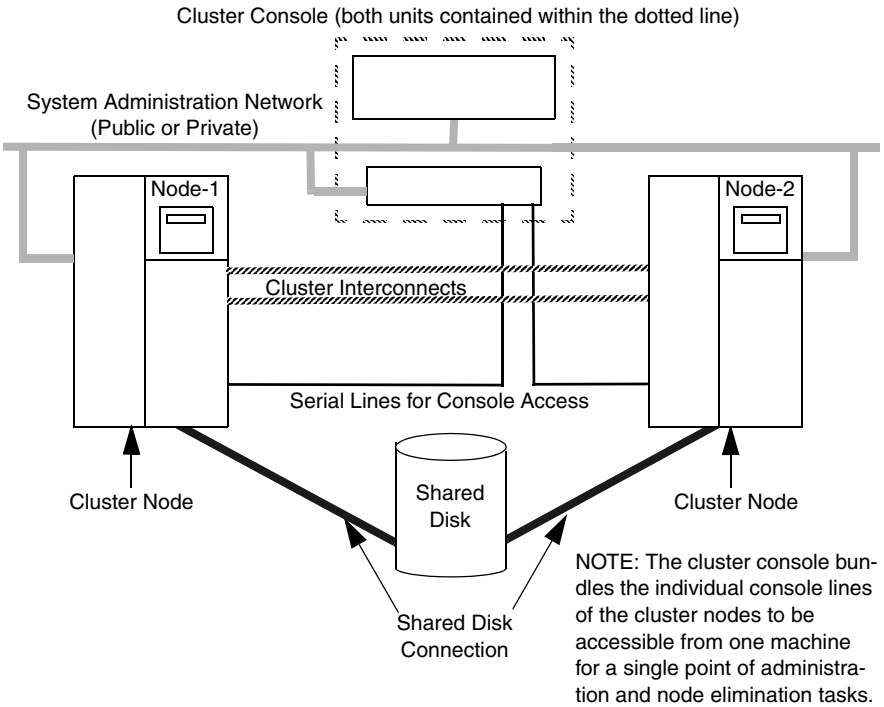 Cluster Console (both units contained within the dotted line)
System Administration Network
(Public or Private)
Node-1
Node-2
Cluster Interconnects
Serial Lines for Console Access
Shared
Disk
Cluster Node
Cluster Node
NOTE: The cluster console bun-
dles the individual console lines
of the cluster nodes to be
accessible from one machine
for a single point of administra-
tion and node elimination tasks.
Shared Disk
Connection